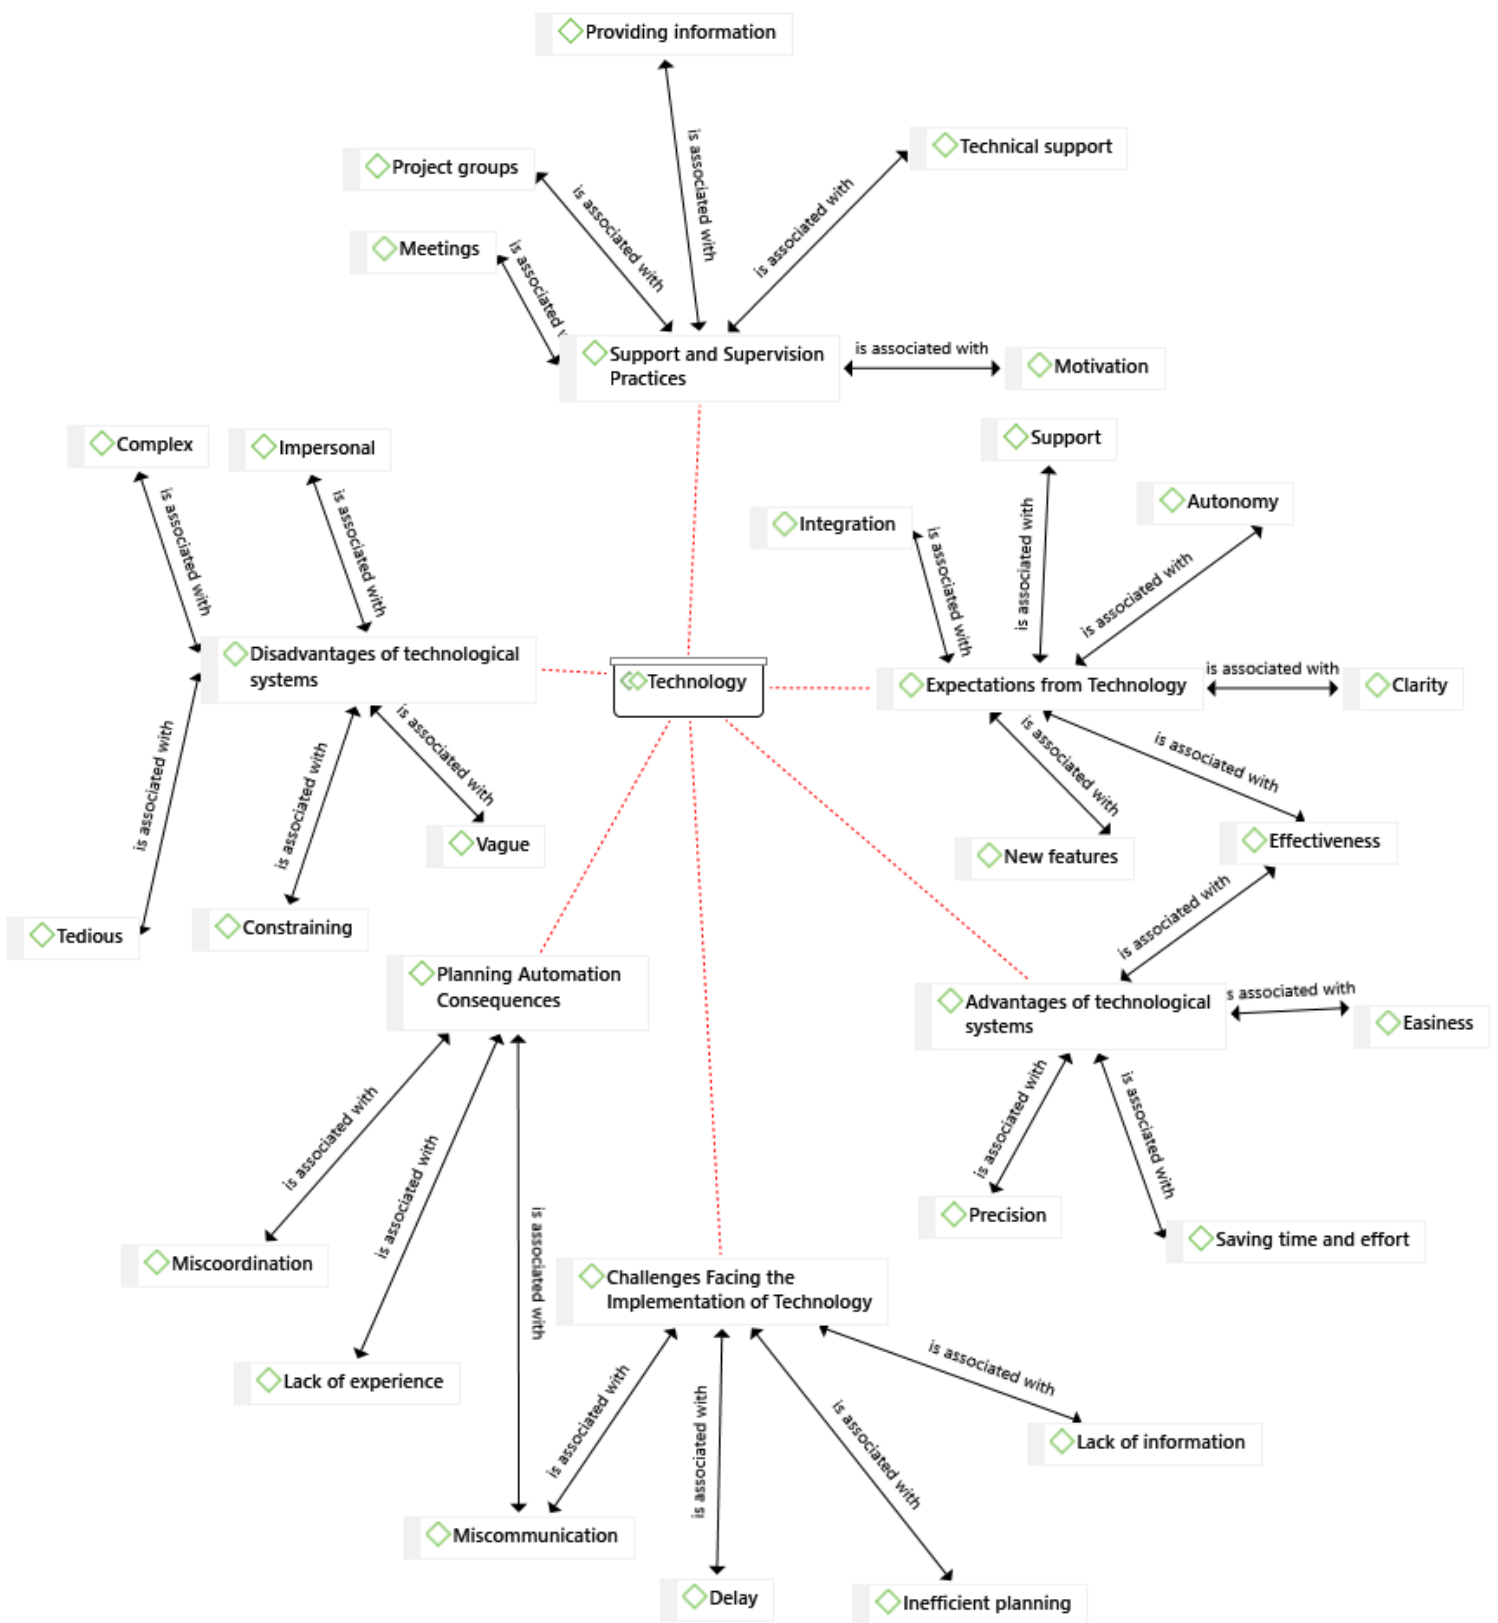 Providing information
Technical support
Project groups
is associated with
is associated with
is associated with
Meetings
is associated
Support and Supervision
Practices
is associated with
Motivation
Complex
Impersonal
Support
Autonomy
Integration
is associated with
is associated with
is associated with
is associated with
is associated with
Disadvantages of technological
systems
Technology
Expectations from Technology
is associated with
Clarity
is associated with
is associated with
is associated with
is associated with
is associated with
Vague
New features
Effectiveness
Tedious
Constraining
is associated with
Planning Automation
Consequences
Advantages of technological
systems
s associated with
Easiness
is associated with
is associated with
is associated with
is associated with
Precision
Saving time and effort
Miscoordination
is associated with
Challenges Facing the
Implementation of Technology
Lack of experience
is associated with
is associated with
is associated with
is associated with
Lack of information
Miscommunication
Delay
Inefficient planning